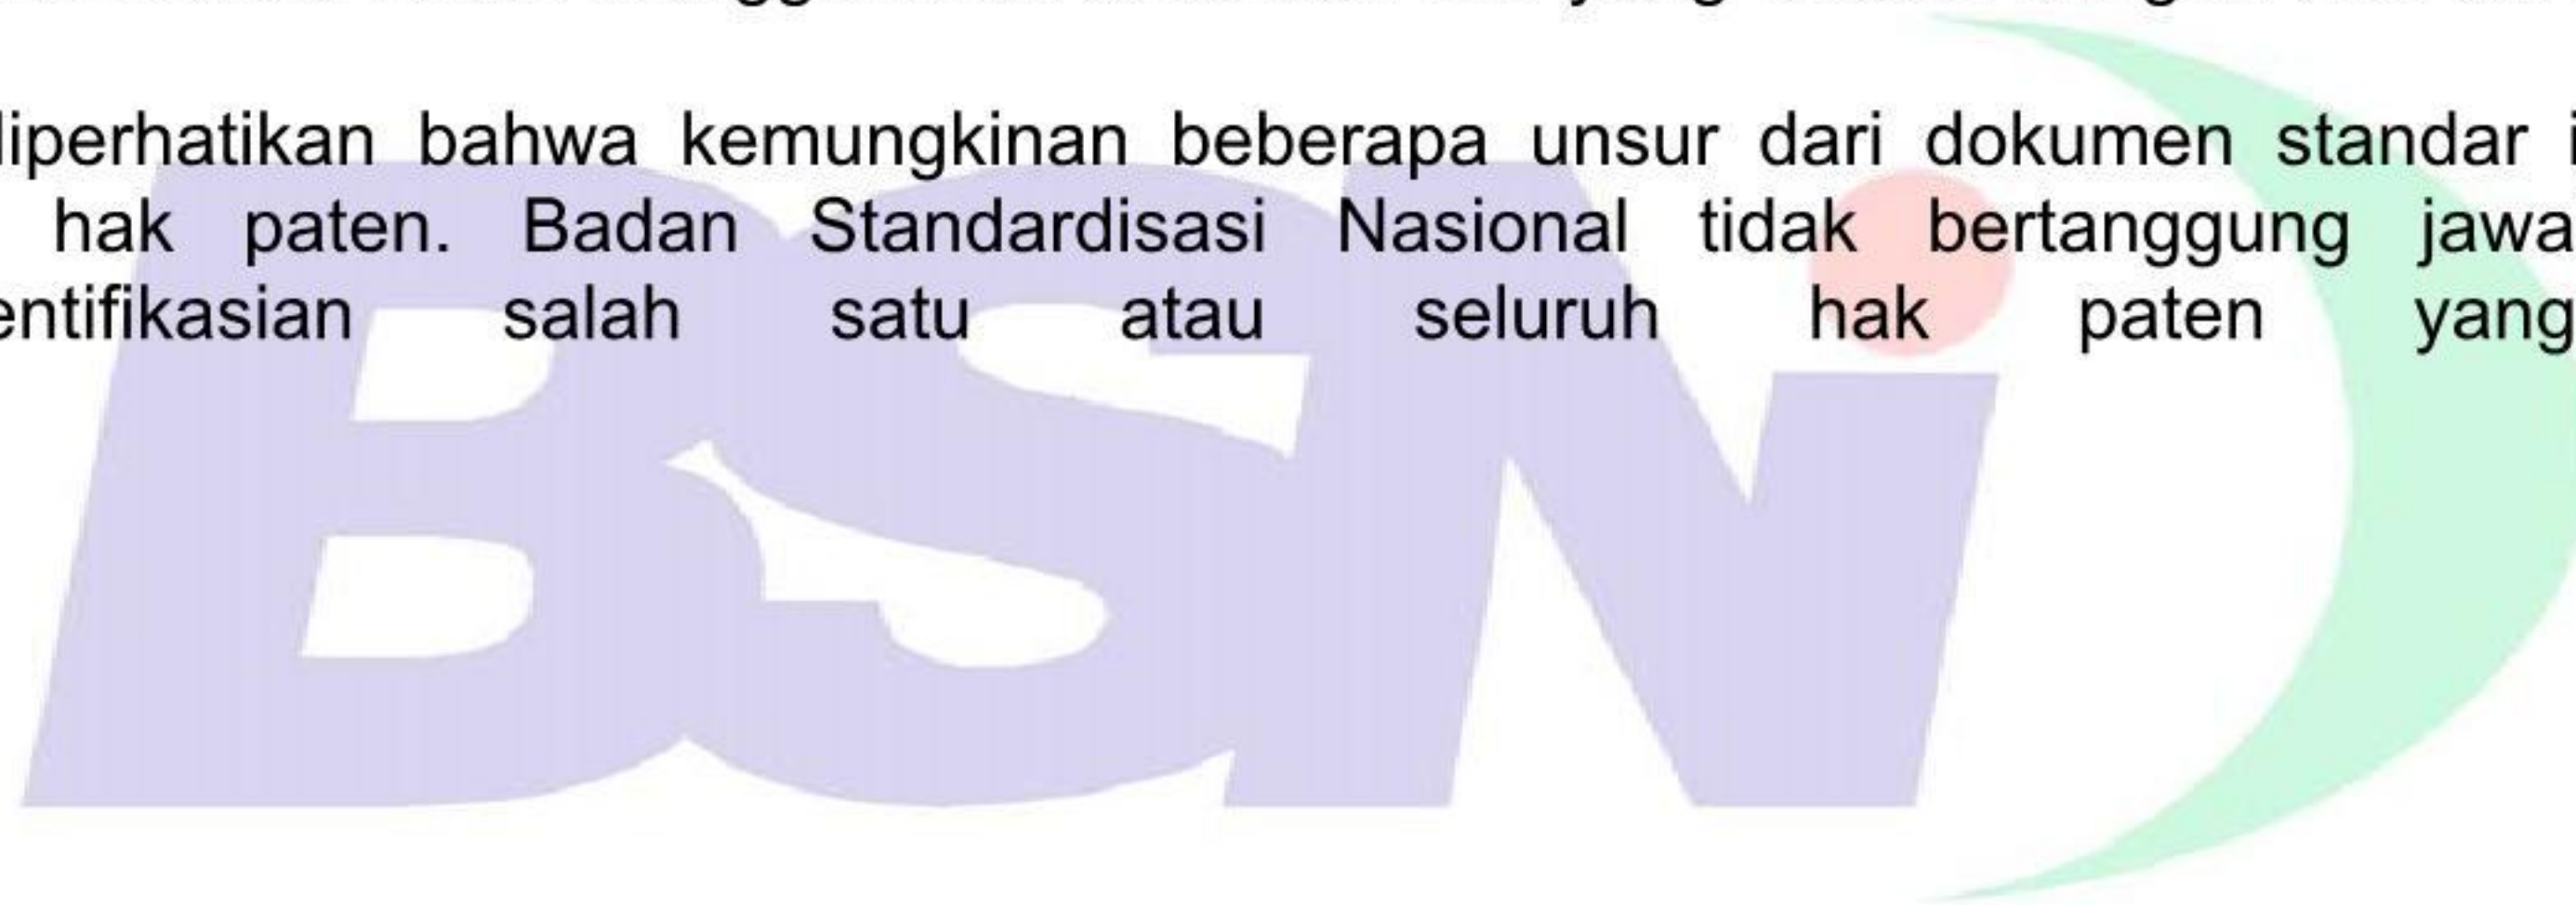 diperhatikan bahwa kemungkinan beberapa unsur dari dokumen standar i
hak paten. Badan Standardisasi Nasional tidak bertanggung jawa
entifikasian salah satu atau seluruh hak paten yang
BSN